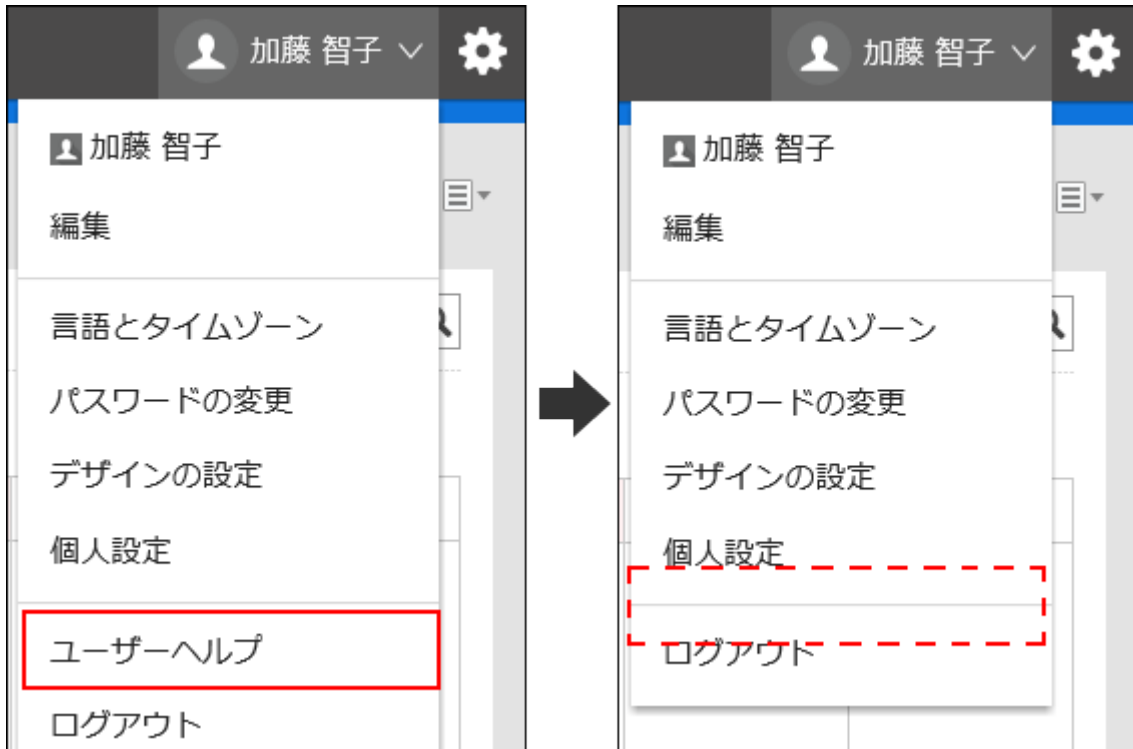 加藤 智子
加藤 智子
編集
言語とタイムゾーン
パスワードの変更
デザインの設定
個人設定
ユーザーヘルプ
ログアウト
加藤 智子
加藤 智子
編集
言語とタイムゾーン
パスワードの変更
デザインの設定
個人設定
ログアウト